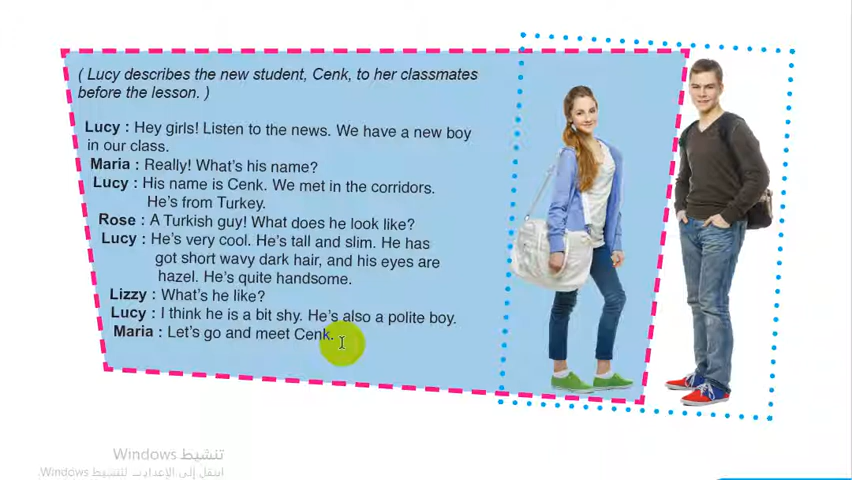 ( Lucy describes the new student, Cenk, to her classmates
before the lesson. )
Lucy : Hey girls! Listen to the news. We have a new boy
in our class.
Maria : Really! What's his name?
Lucy : His name is Cenk. We met in the corridors.
He's from Turkey.
Rose : A Turkish guy! What does he look like?
Lucy : He's very cool. He's tall and slim. He has
got short wavy dark hair, and his eyes are
hazel. He's quite handsome.
Lizzy : What's he like?
Lucy : I think he is a bit shy. He's also a polite boy.
Maria : Let's go and meet Cenk.
تنشيط Windows
انتقل إلى الإعدادات لتنشيط Windows.